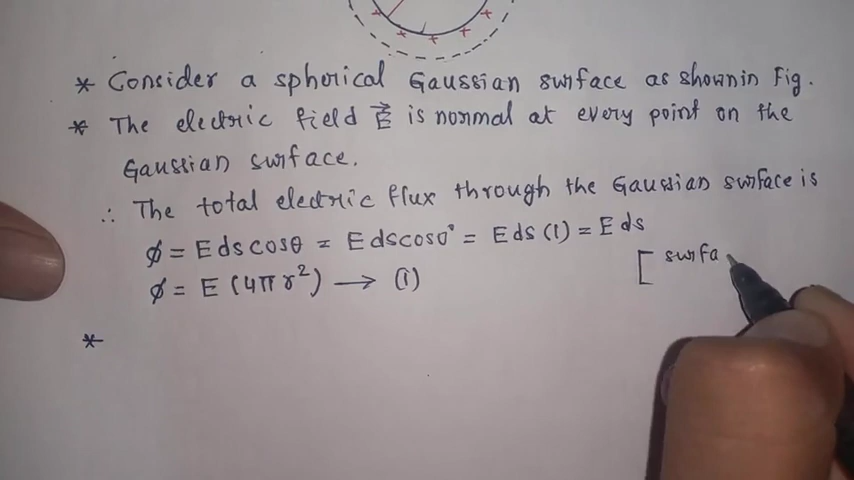 + + + + +
* Consider a spherical Gaussian surface as shown in Fig.
* The electric field E⃗ is normal at every point on the
Gaussian surface.
∴ The total electric flux through the Gaussian surface is
ϕ = E ds cosθ = E ds cos0° = E ds (1) = E ds
ϕ = E (4πr²) → (1)
[ surfa
*